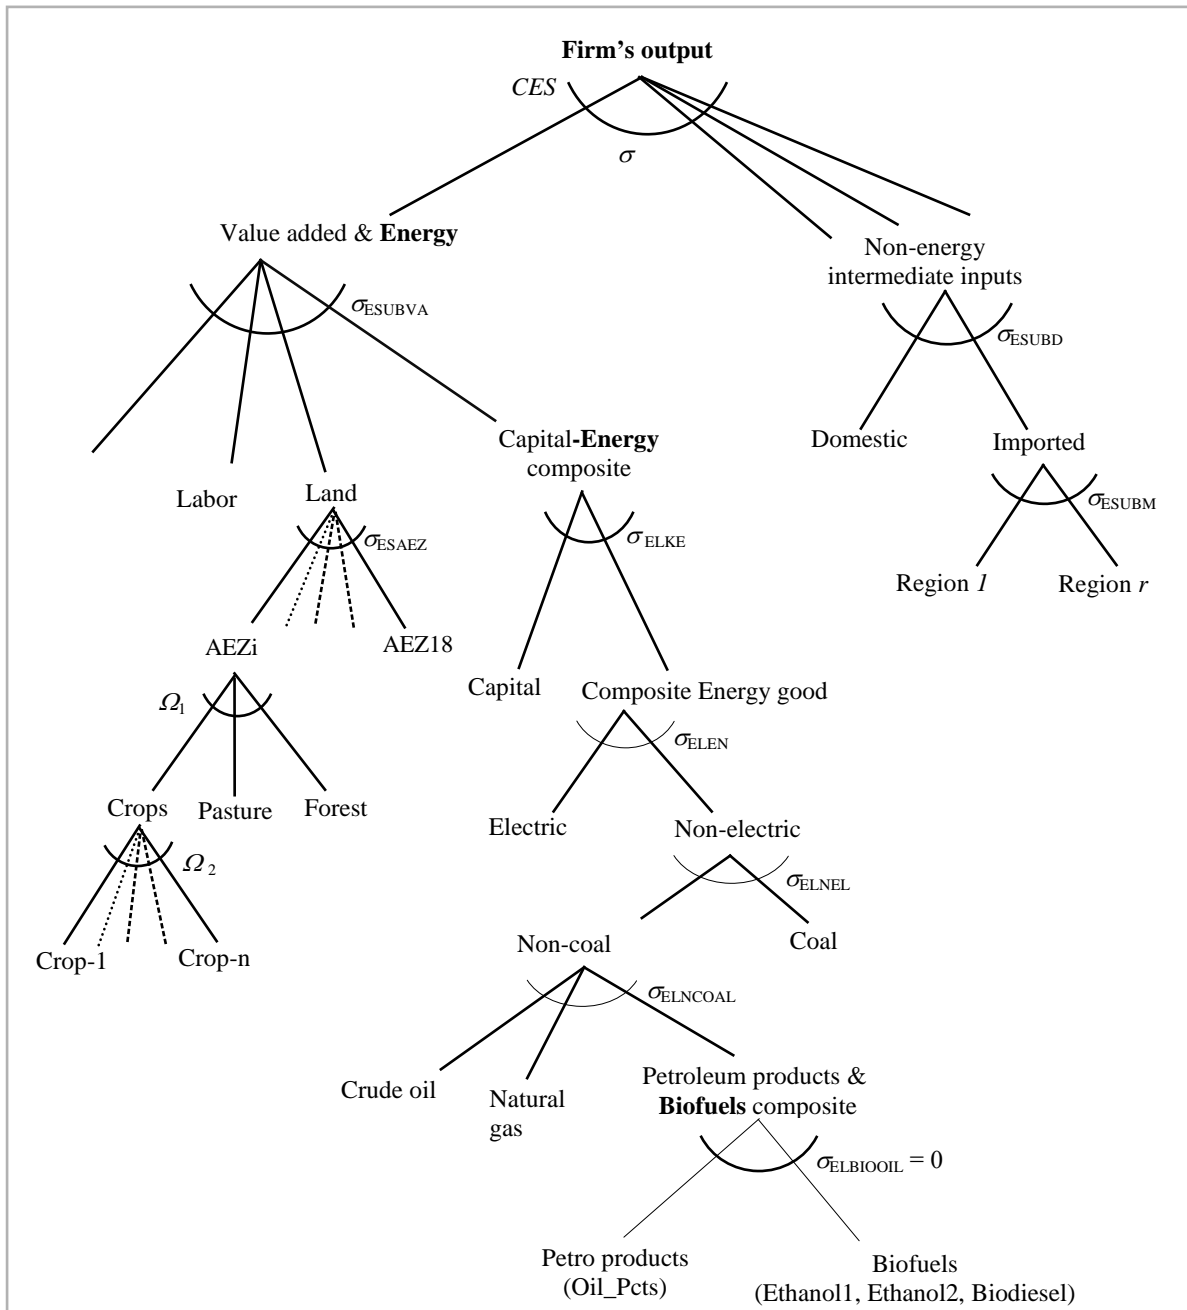 Firm's output
CES
σ
Value added & Energy
Non-energy
intermediate inputs
σESUBVA
σESUBD
Domestic
Imported
Capital-Energy
composite
Labor
Land
σESUBM
σESAEZ
σELKE
Region 1
Region r
AEZi
AEZ18
Capital
Composite Energy good
Ω1
σELEN
Crops
Pasture
Forest
Electric
Non-electric
Ω2
σELNEL
Crop-1
Crop-n
Non-coal
Coal
σELNCOAL
Crude oil
Natural
gas
Petroleum products &
Biofuels composite
σELBIOOIL = 0
Petro products
(Oil_Pcts)
Biofuels
(Ethanol1, Ethanol2, Biodiesel)